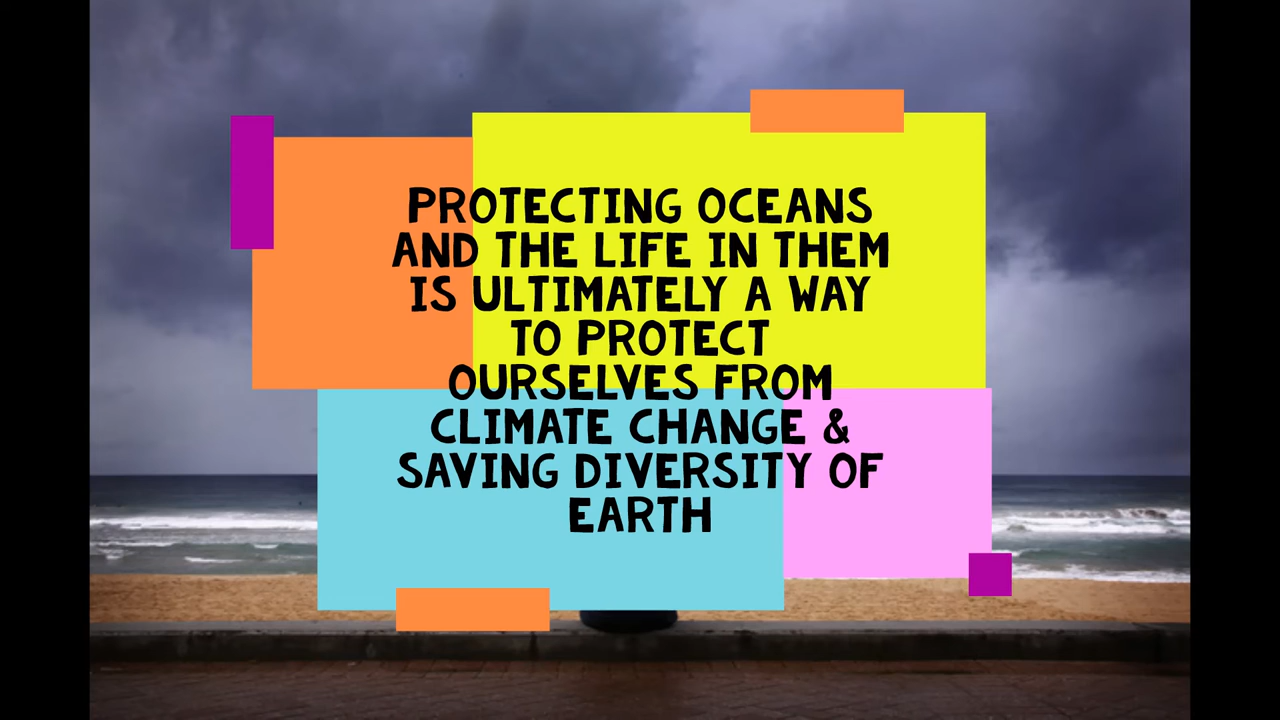 PROTECTING OCEANS
AND THE LIFE IN THEM
IS ULTIMATELY A WAY
TO PROTECT
OURSELVES FROM
CLIMATE CHANGE &
SAVING DIVERSITY OF
EARTH